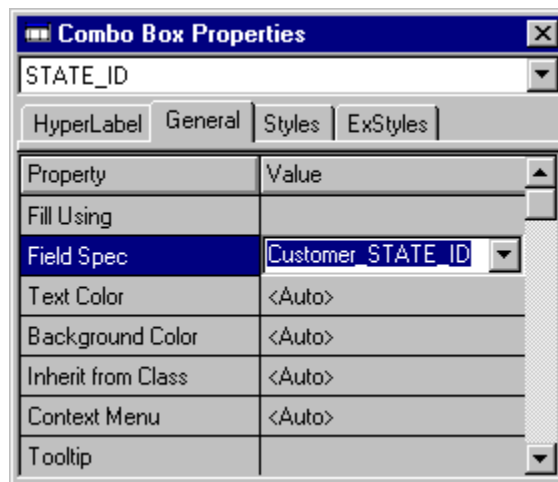 Combo Box Properties
STATE_ID
HyperLabel General Styles ExStyles
Property Value
Fill Using
Field Spec Customer_STATE_ID
Text Color <Auto>
Background Color <Auto>
Inherit from Class <Auto>
Context Menu <Auto>
Tooltip